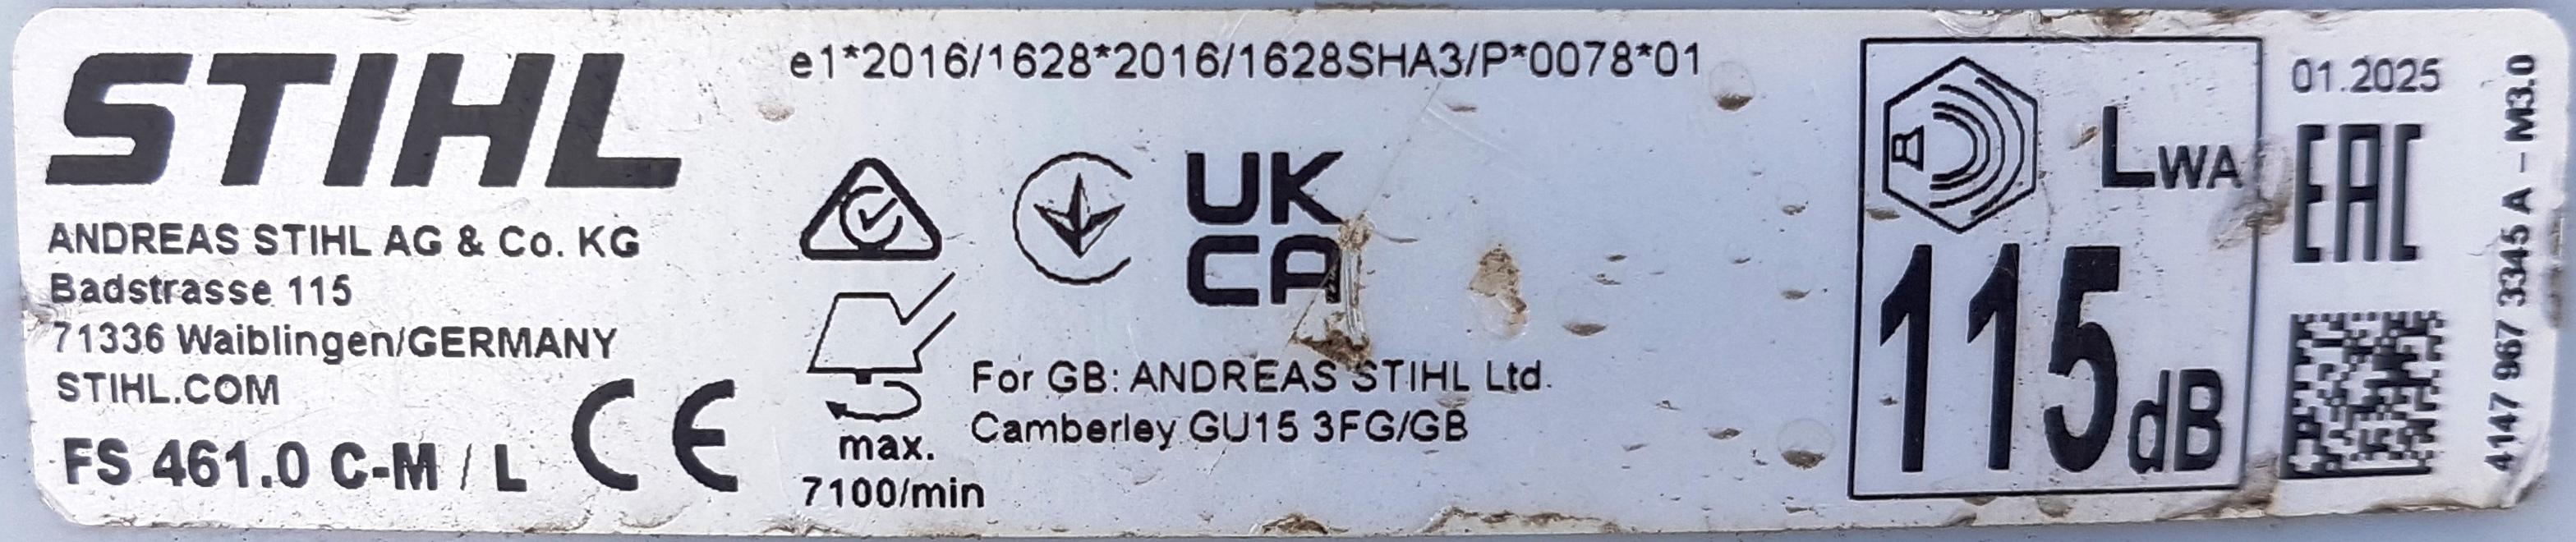 STIHL
ANDREAS STIHL AG & Co. KG
Badstrasse 115
71336 Waiblingen/GERMANY
STIHL.COM
FS 461.0 C-M / L
CE
e1*2016/1628*2016/1628SHA3/P*0078*01
UK
CA
max.
7100/min
For GB: ANDREAS STIHL Ltd.
Camberley GU15 3FG/GB
LWA
115 dB
01.2025
EAC
4147 967 3345 A - M3.0